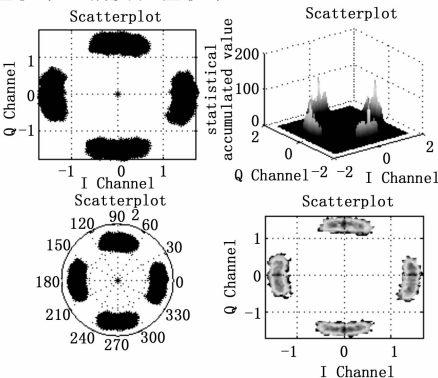 Scatterplot
1
0
-1
Q Channel
-1
0
1
I Channel
Scatterplot
statistical
accumulated value
200
100
0
2
0
-2
Q Channel
-2
0
2
I Channel
Scatterplot
90
2
120
60
150
30
180
0
210
330
240
300
270
Scatterplot
1
0
-1
Q Channel
-1
0
1
I Channel